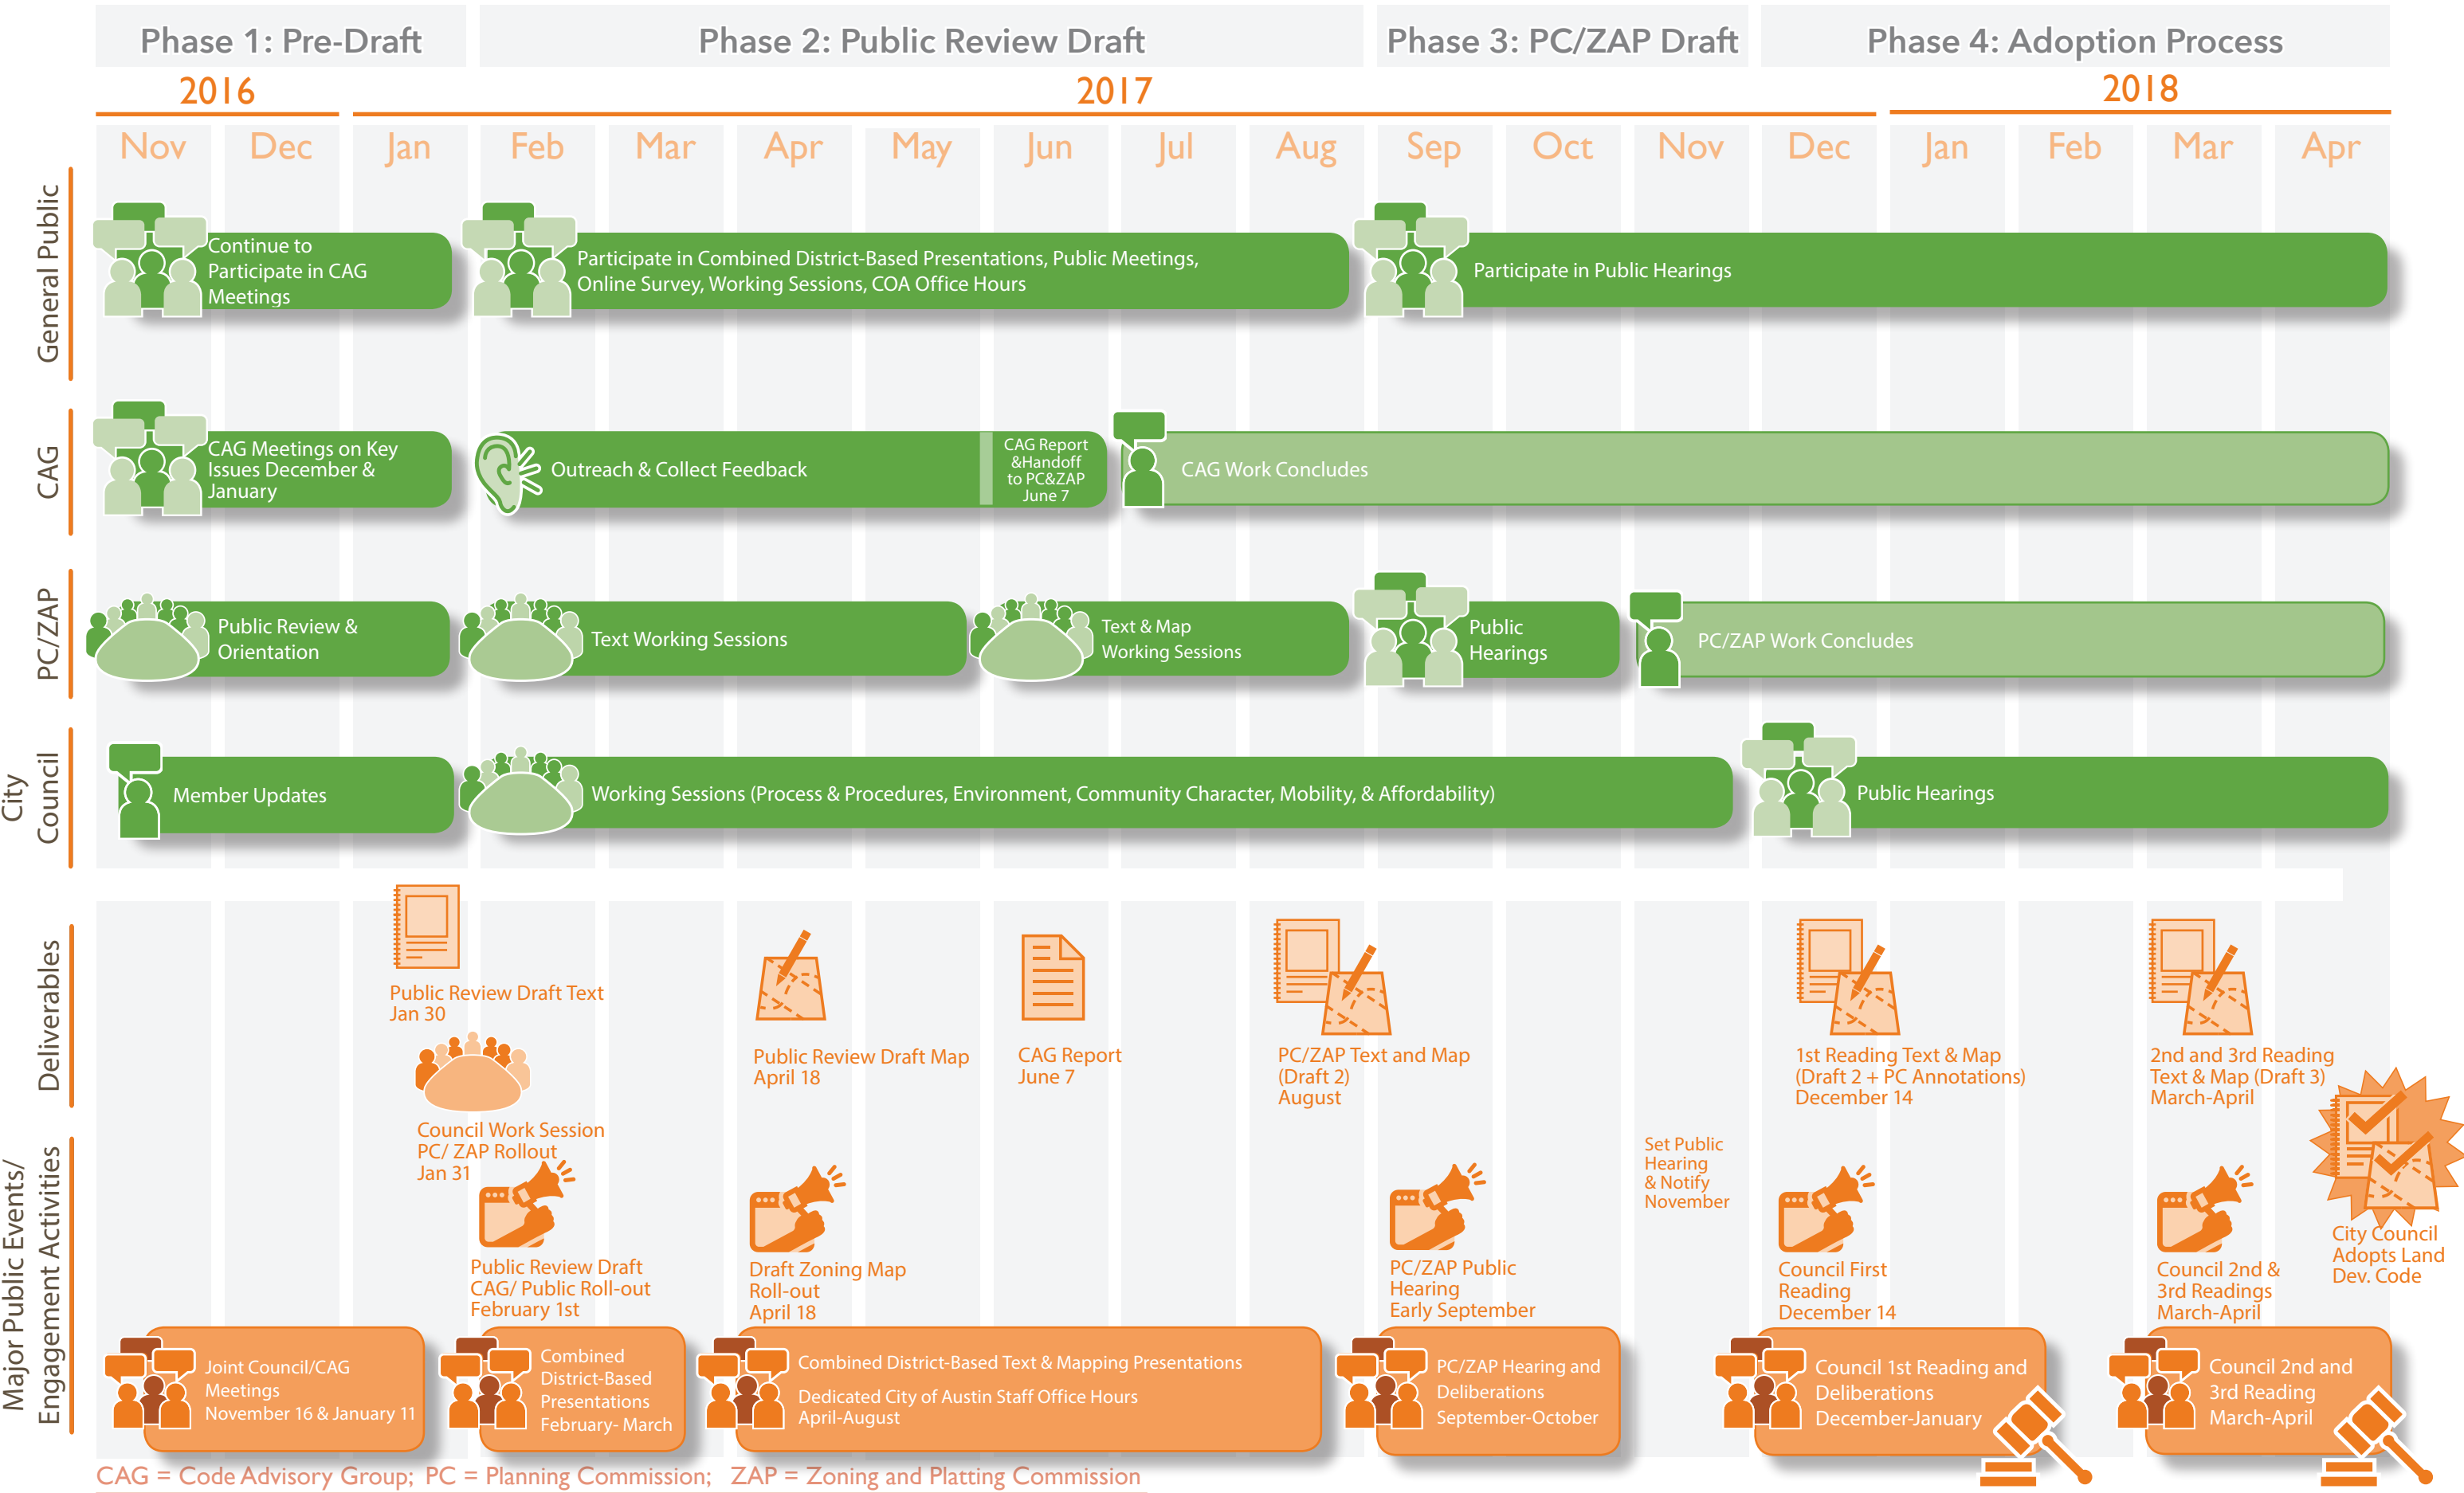 Phase 1: Pre-Draft
Phase 2: Public Review Draft
Phase 3: PC/ZAP Draft
Phase 4: Adoption Process
2016
2017
2018
Nov
Dec
Jan
Feb
Mar
Apr
May
Jun
Jul
Aug
Sep
Oct
Nov
Dec
Jan
Feb
Mar
Apr
General Public
Continue to
Participate in CAG
Meetings
Participate in Combined District-Based Presentations, Public Meetings,
Online Survey, Working Sessions, COA Office Hours
Participate in Public Hearings
CAG
CAG Meetings on Key
Issues December &
January
Outreach & Collect Feedback
CAG Report
&Handoff
to PC&ZAP
June 7
CAG Work Concludes
PC/ZAP
Public Review &
Orientation
Text Working Sessions
Text & Map
Working Sessions
Public
Hearings
PC/ZAP Work Concludes
City
Council
Member Updates
Working Sessions (Process & Procedures, Environment, Community Character, Mobility, & Affordability)
Public Hearings
Deliverables
Public Review Draft Text
Jan 30
Public Review Draft Map
April 18
CAG Report
June 7
PC/ZAP Text and Map
(Draft 2)
August
1st Reading Text & Map
(Draft 2 + PC Annotations)
December 14
2nd and 3rd Reading
Text & Map (Draft 3)
March-April
Major Public Events/
Engagement Activities
Council Work Session
PC/ ZAP Rollout
Jan 31
Public Review Draft
CAG/ Public Roll-out
February 1st
Draft Zoning Map
Roll-out
April 18
PC/ZAP Public
Hearing
Early September
Set Public
Hearing
& Notify
November
Council First
Reading
December 14
Council 2nd &
3rd Readings
March-April
City Council
Adopts Land
Dev. Code
Joint Council/CAG
Meetings
November 16 & January 11
Combined
District-Based
Presentations
February- March
Combined District-Based Text & Mapping Presentations
Dedicated City of Austin Staff Office Hours
April-August
PC/ZAP Hearing and
Deliberations
September-October
Council 1st Reading and
Deliberations
December-January
Council 2nd and
3rd Reading
March-April
CAG = Code Advisory Group; PC = Planning Commission; ZAP = Zoning and Platting Commission